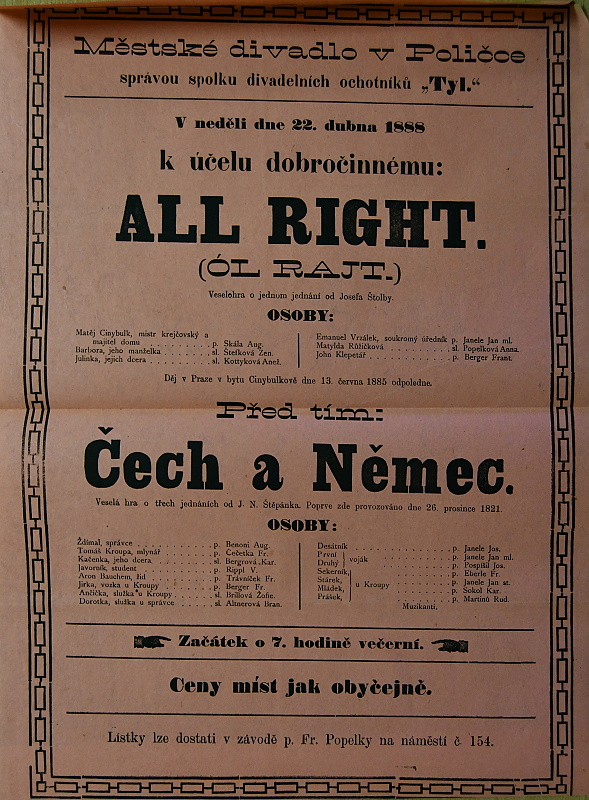 Městské divadlo v Poličce
správou spolku divadelních ochotníků „Tyl.“
V neděli dne 22. dubna 1888
k účelu dobročinnému:
ALL RIGHT.
(ÓL RAJT.)
Veselohra o jednom jednání od Josefa Štolby.
OSOBY:
Matěj Cinybulk, mistr krejčovský a
majitel domu . . . . . . . p. Skála Aug.
Barbora, jeho manželka . . . . . . sl. Štefková Žen.
Julinka, jejich dcera . . . . . . . sl. Kottyková Anež.
Emanuel Vrzálek, soukromý úředník p. Janele Jan ml.
Matylda Růžičková . . . . . . . . sl. Popelková Anna.
John Klepetář . . . . . . . . . . p. Berger Frant.
Děj v Praze v bytu Cinybulkově dne 13. června 1885 odpoledne.
Před tím:
Čech a Němec.
Veselá hra o třech jednáních od J. N. Štěpánka. Poprve zde provozováno dne 26. prosince 1821.
OSOBY:
Ždímal, správce . . . . . . . . . p. Benoni Aug.
Tomáš Kroupa, mlynář . . . . . . p. Čečetka Fr.
Kačenka, jeho dcera . . . . . . . sl. Bergrová Kar.
Javorník, student . . . . . . . . p. Rippl V.
Aron Bauchem, žid . . . . . . . . p. Trávníček Fr.
Jirka, vozka u Kroupy . . . . . . p. Berger Fr.
Ančička, služka u Kroupy . . . . . sl. Brillová Žofie.
Dorotka, služka u správce . . . . sl. Altnerová Bran.
Desátník . . . . . . . . . . . . p. Janele Jos.
První } voják . . . . . . . . . p. Janele Jan ml.
Druhý } . . . . . . . . . p. Pospíšil Jos.
Sekerník, . . . . . . . . . p. Eberle Fr.
Stárek, } u Kroupy . . . . . . . p. Janele Jan st.
Mládek, . . . . . . . p. Sokol Kar.
Prášek, . . . . . . . p. Martinů Rud.
Muzikanti.
Začátek o 7. hodině večerní.
Ceny míst jak obyčejně.
Lístky lze dostati v závodě p. Fr. Popelky na náměstí č. 154.